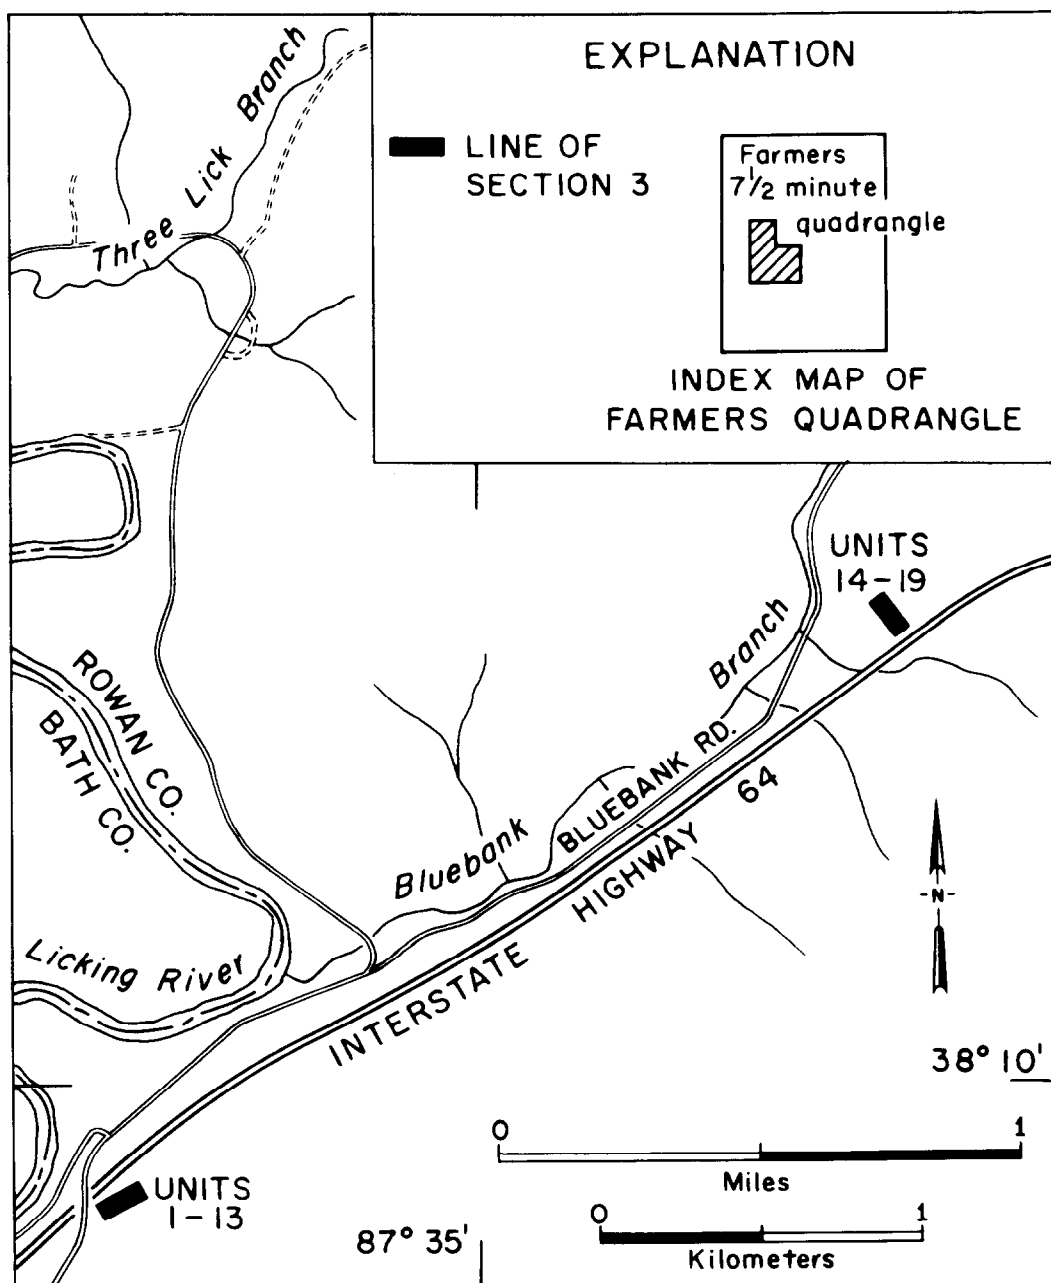 EXPLANATION
LINE OF
SECTION 3
Farmers
7 1/2 minute
quadrangle
INDEX MAP OF
FARMERS QUADRANGLE
Three Lick Branch
UNITS
14-19
ROWAN CO.
BATH CO.
Bluebank Branch
BLUEBANK RD.
INTERSTATE HIGHWAY 64
Licking River
-N-
38° 10'
0 1
Miles
UNITS
1-13
87° 35'
0 1
Kilometers